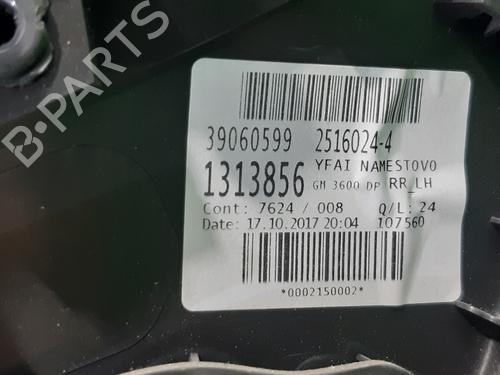 39060599 2516024-4
1313856 YFAI NAMESTOVO
GM 3600 DP RR_LH
Cont: 7624 / 008 Q/L: 24
Date: 17.10.2017 20:04 107560
*0002150002*
B-PARTS